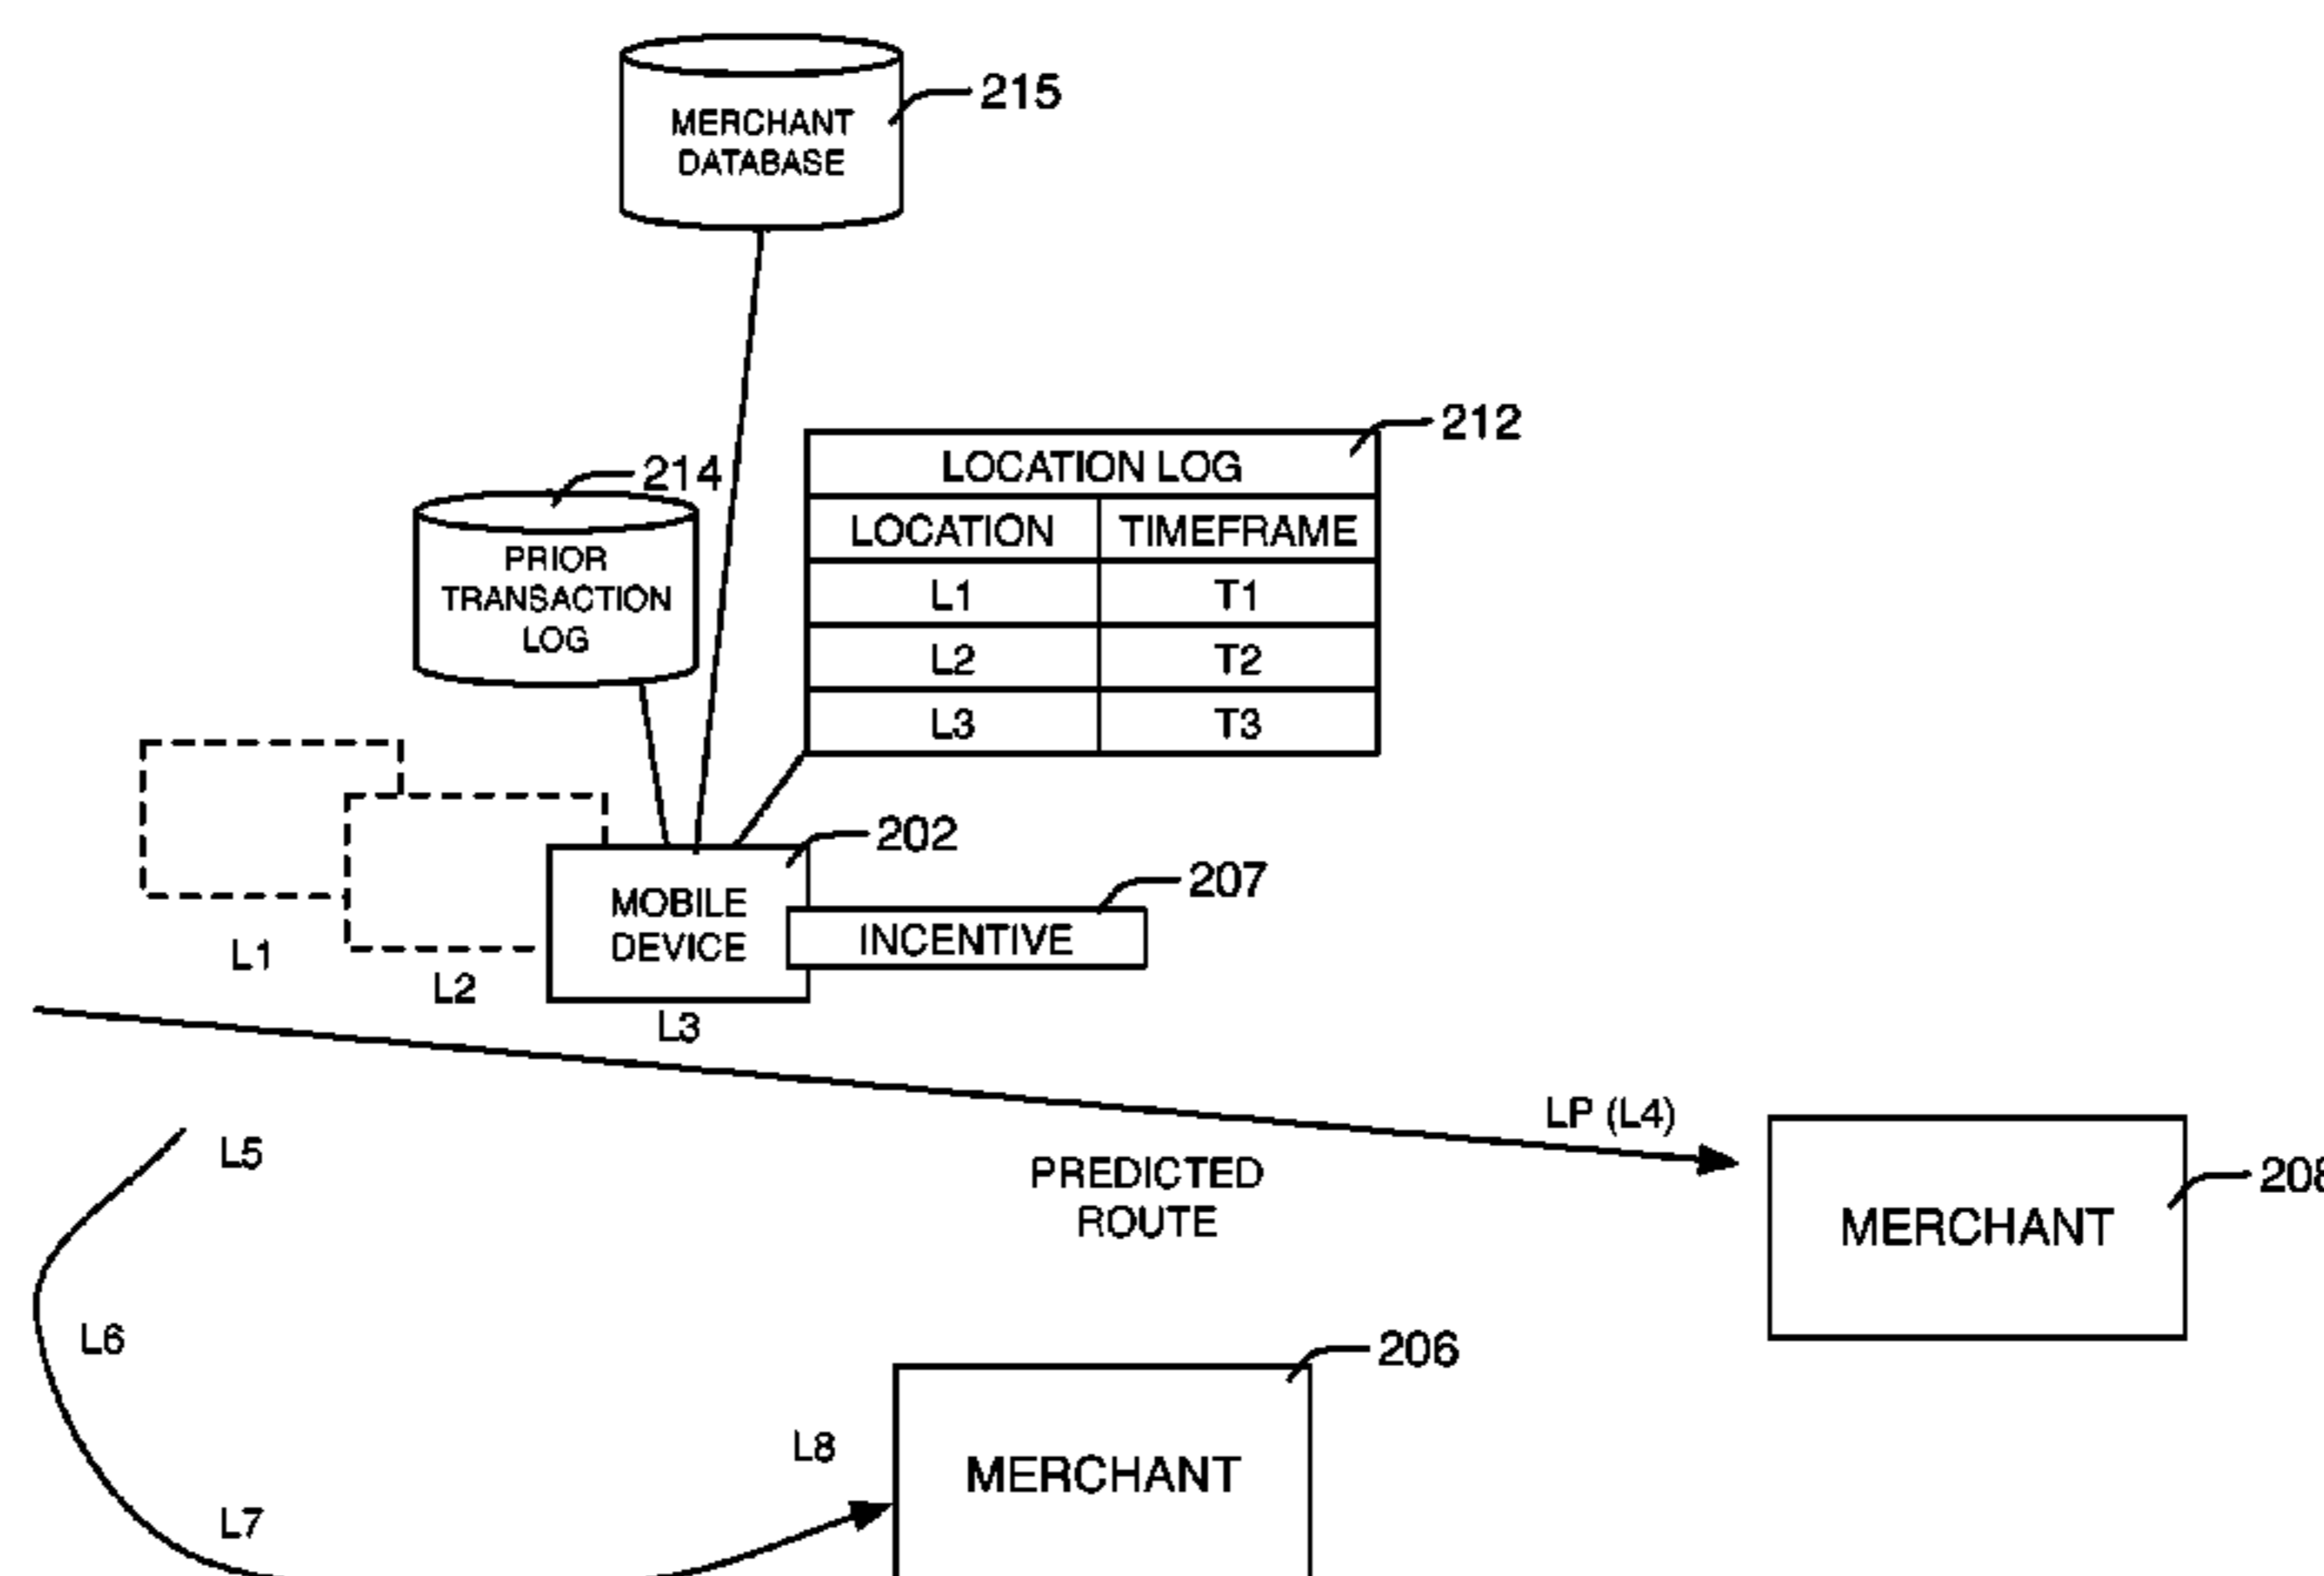 215
MERCHANT
DATABASE
212
LOCATION LOG
214
LOCATION TIMEFRAME
PRIOR
TRANSACTION
LOG
L1 T1
L2 T2
L3 T3
202
207
MOBILE
DEVICE
INCENTIVE
L1
L2
L3
LP (L4)
L5
PREDICTED
ROUTE
208
MERCHANT
L6
206
L8
MERCHANT
L7